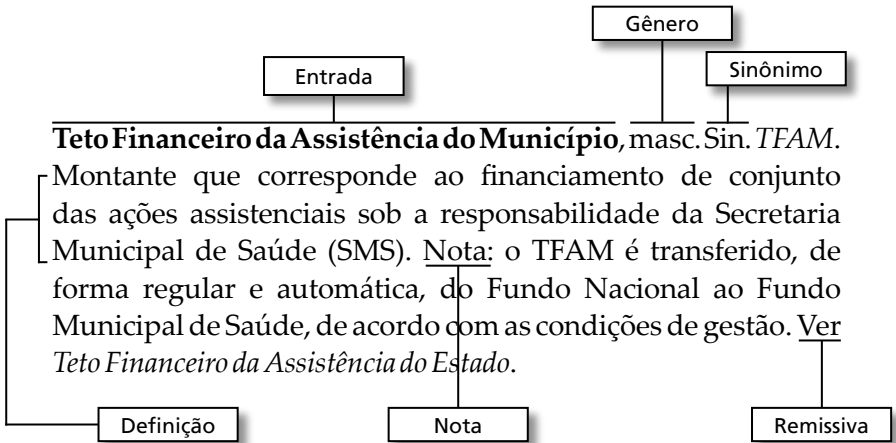 Gênero
Entrada
Sinônimo
Teto Financeiro da Assistência do Município, masc. Sin. TFAM.
Montante que corresponde ao financiamento de conjunto
das ações assistenciais sob a responsabilidade da Secretaria
Municipal de Saúde (SMS). Nota: o TFAM é transferido, de
forma regular e automática, do Fundo Nacional ao Fundo
Municipal de Saúde, de acordo com as condições de gestão. Ver
Teto Financeiro da Assistência do Estado.
Definição
Nota
Remissiva